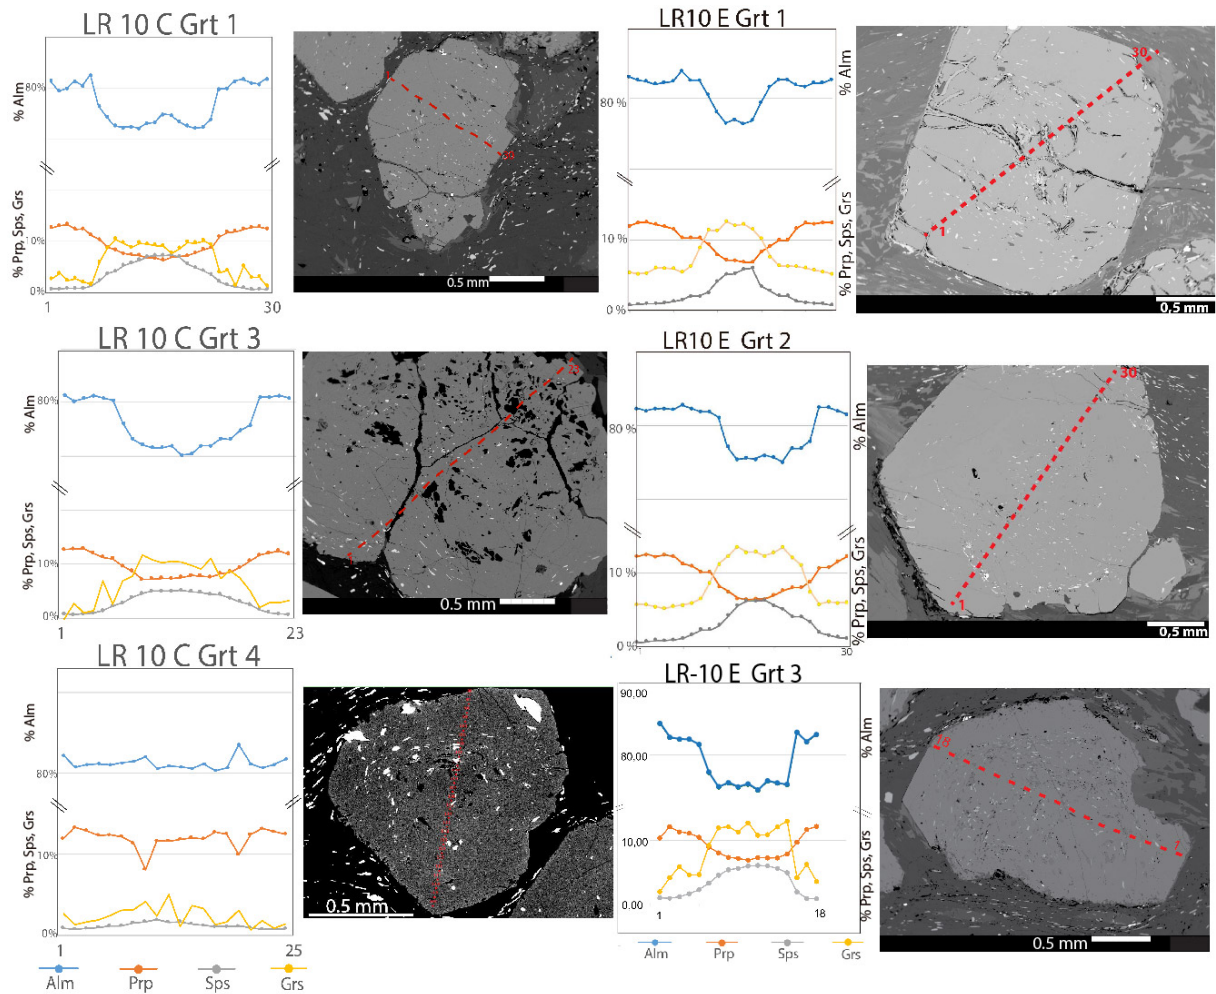 LR 10 C Grt 1
% Alm
80%
% Prp, Sps, Grs
10%
0%
1
30
0.5 mm
LR10 E Grt 1
% Alm
80 %
% Prp, Sps, Grs
10 %
0 %
30
1
0,5 mm
LR 10 C Grt 3
% Alm
80%
% Prp, Sps, Grs
10%
0%
1
23
0.5 mm
LR10 E Grt 2
% Alm
80 %
% Prp, Sps, Grs
10 %
0 %
30
30
1
0,5 mm
LR 10 C Grt 4
% Alm
80%
% Prp, Sps, Grs
10%
0%
1
25
0.5 mm
Alm Prp Sps Grs
LR-10 E Grt 3
90,00
% Alm
80,00
% Prp, Sps, Grs
10,00
0.00
1
18
18
1
0.5 mm
Alm Prp Sps Grs